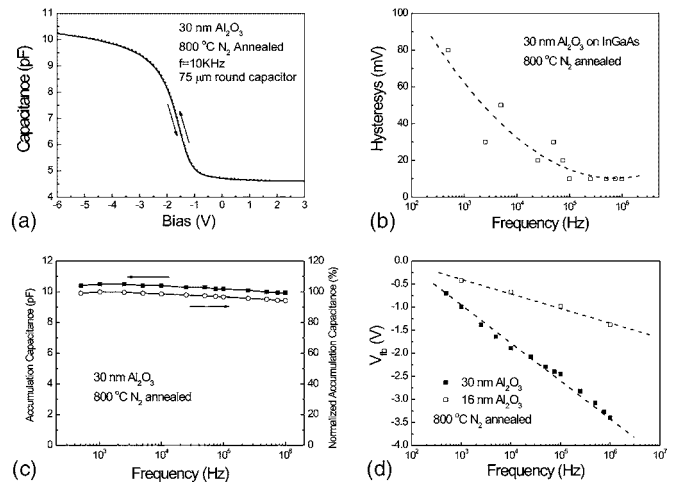 (a)
Capacitance (pF)
11
10
9
8
7
6
5
4
-6 -5 -4 -3 -2 -1 0 1 2 3
Bias (V)
30 nm Al₂O₃
800 °C N₂ Annealed
f=10KHz
75 μm round capacitor
(b)
Hysteresys (mV)
100
80
60
40
20
0
10² 10³ 10⁴ 10⁵ 10⁶
Frequency (Hz)
30 nm Al₂O₃ on InGaAs
800 °C N₂ annealed
(c)
Accumulation Capacitance (pF)
12
10
8
6
4
2
0
10³ 10⁴ 10⁵ 10⁶
Frequency (Hz)
Normalized Accumulation Capacitance (%)
120
100
80
60
40
20
0
30 nm Al₂O₃
800 °C N₂ annealed
(d)
V_fb (V)
0.0
-0.5
-1.0
-1.5
-2.0
-2.5
-3.0
-3.5
-4.0
10² 10³ 10⁴ 10⁵ 10⁶ 10⁷
Frequency (Hz)
30 nm Al₂O₃
16 nm Al₂O₃
800 °C N₂ annealed